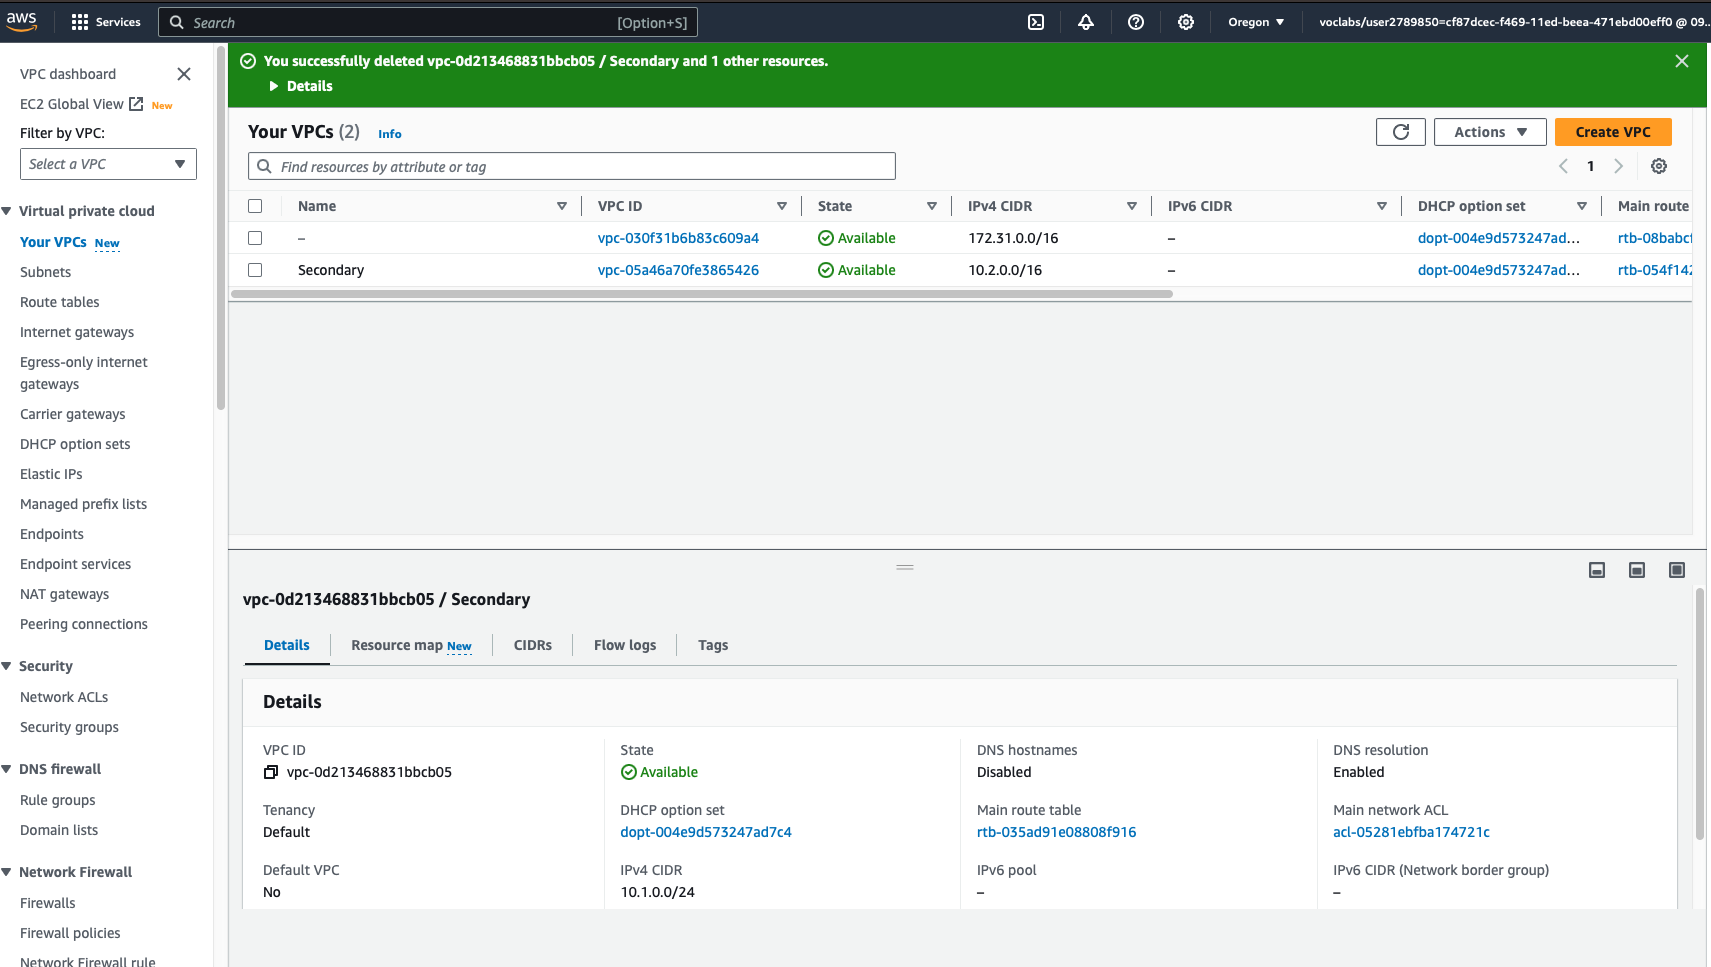 aws
Services
Search
[Option+S]
Oregon
voclabs/user2789850=cf87dcec-f469-11ed-beea-471ebd00eff0 @ 09...
VPC dashboard
EC2 Global View New
Filter by VPC:
Select a VPC
Virtual private cloud
Your VPCs New
Subnets
Route tables
Internet gateways
Egress-only internet
gateways
Carrier gateways
DHCP option sets
Elastic IPs
Managed prefix lists
Endpoints
Endpoint services
NAT gateways
Peering connections
Security
Network ACLs
Security groups
DNS firewall
Rule groups
Domain lists
Network Firewall
Firewalls
Firewall policies
Network Firewall rule
You successfully deleted vpc-0d213468831bbcb05 / Secondary and 1 other resources.
Details
Your VPCs (2) Info
Actions
Create VPC
Find resources by attribute or tag
1
Name VPC ID State IPv4 CIDR IPv6 CIDR DHCP option set Main route
– vpc-030f31b6b83c609a4 Available 172.31.0.0/16 – dopt-004e9d573247ad... rtb-08babcf
Secondary vpc-05a46a70fe3865426 Available 10.2.0.0/16 – dopt-004e9d573247ad... rtb-054f142
vpc-0d213468831bbcb05 / Secondary
Details Resource map New CIDRs Flow logs Tags
Details
VPC ID State DNS hostnames DNS resolution
vpc-0d213468831bbcb05 Available Disabled Enabled
Tenancy DHCP option set Main route table Main network ACL
Default dopt-004e9d573247ad7c4 rtb-035ad91e08808f916 acl-05281ebfba174721c
Default VPC IPv4 CIDR IPv6 pool IPv6 CIDR (Network border group)
No 10.1.0.0/24 – –